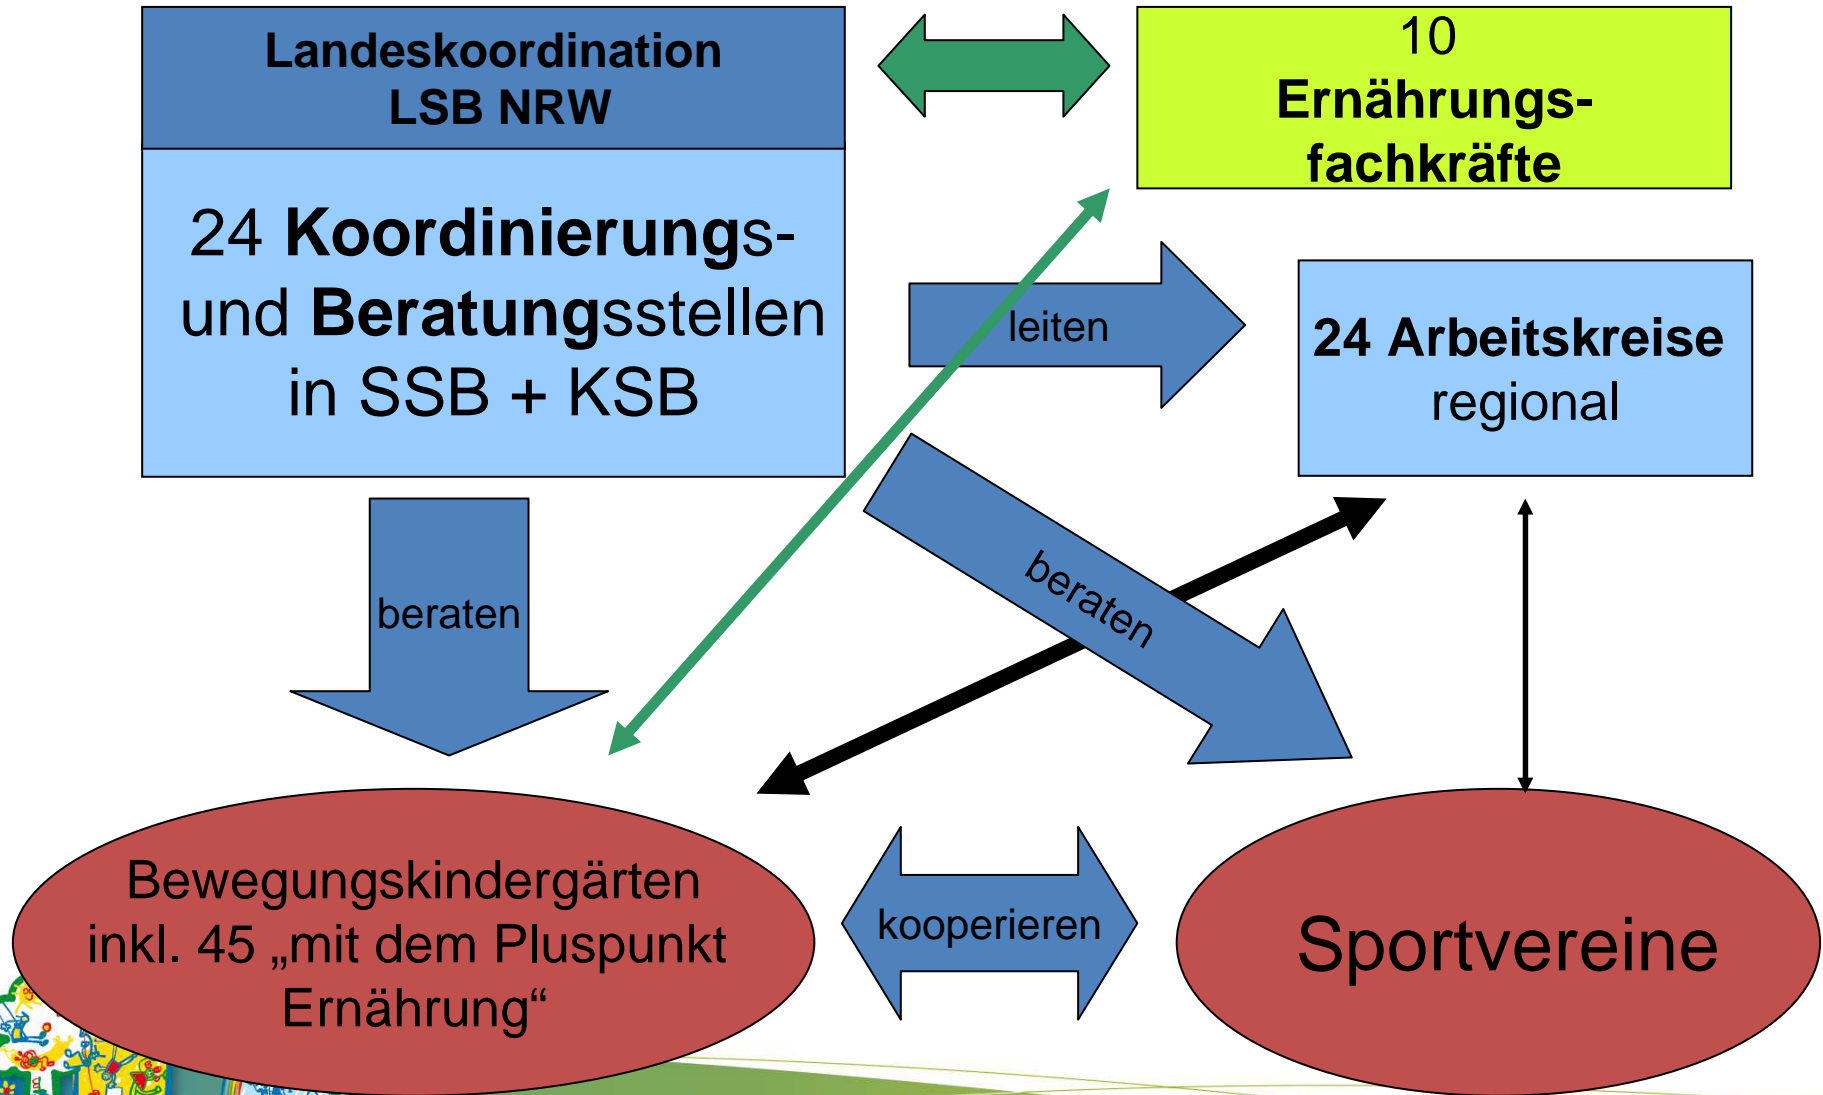 Landeskoordination
LSB NRW
10
Ernährungs-
fachkräfte
24 Koordinierungs-
und Beratungsstellen
in SSB + KSB
leiten
24 Arbeitskreise
regional
beraten
beraten
Bewegungskindergärten
inkl. 45 „mit dem Pluspunkt
Ernährung“
kooperieren
Sportvereine